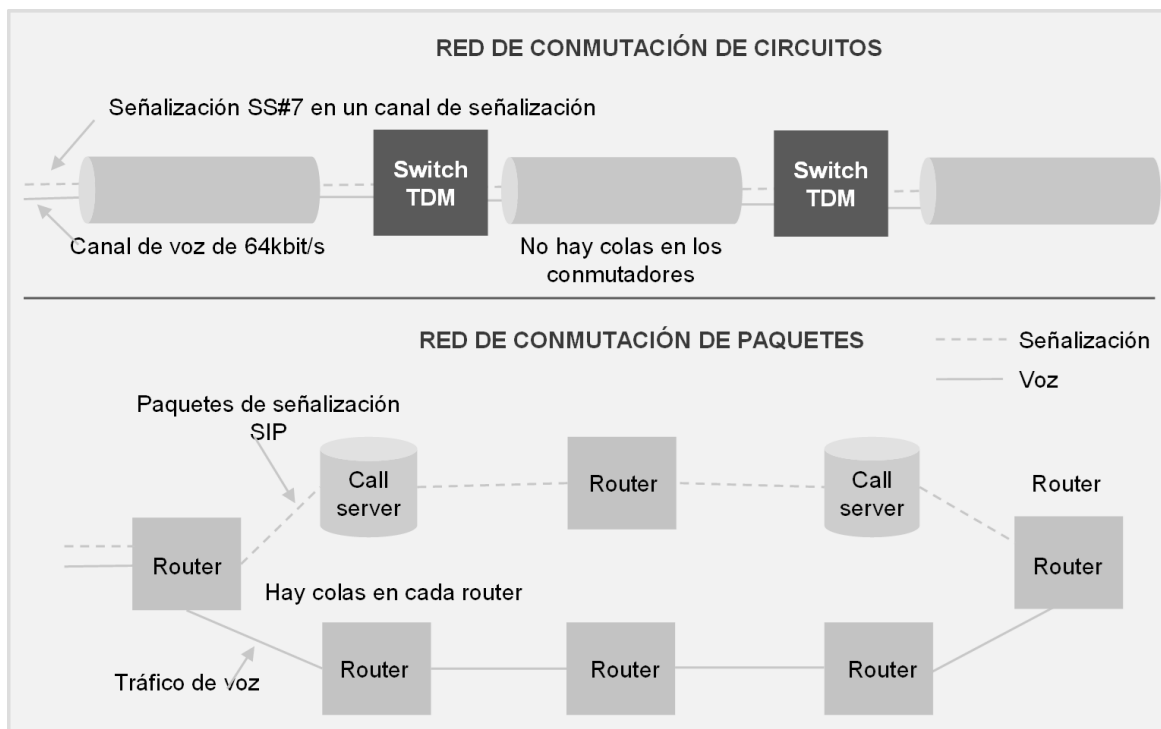 RED DE CONMUTACIÓN DE CIRCUITOS
Señalización SS#7 en un canal de señalización
Switch
TDM
Switch
TDM
Canal de voz de 64kbit/s
No hay colas en los
conmutadores
RED DE CONMUTACIÓN DE PAQUETES
Señalización
Voz
Paquetes de señalización
SIP
Call
server
Router
Call
server
Router
Router
Router
Hay colas en cada router
Router
Router
Router
Tráfico de voz